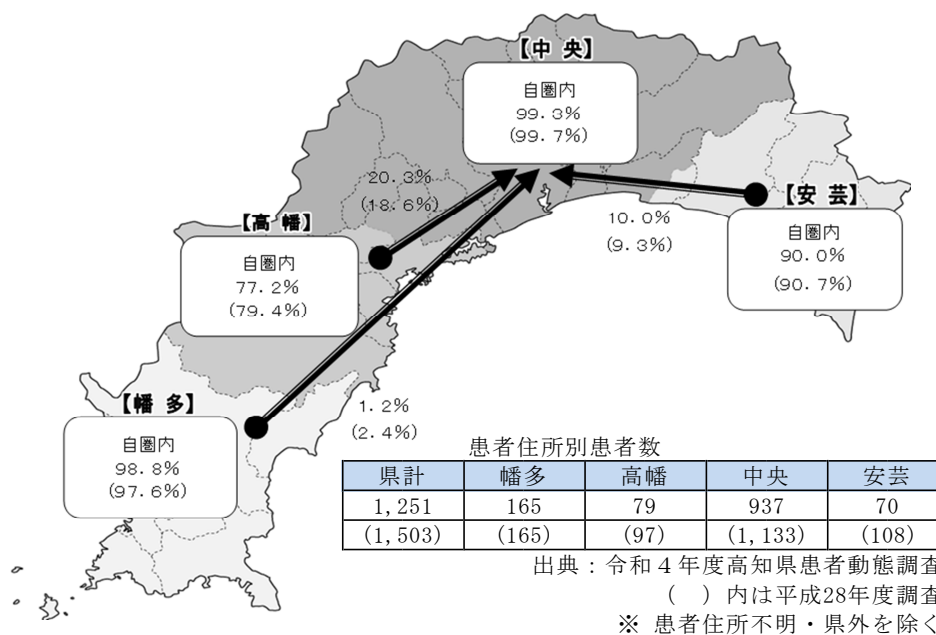 【中 央】
自圏内
99.3%
(99.7%)
20.3%
(18.6%)
【高 幡】
自圏内
77.2%
(79.4%)
10.0%
(9.3%)
【安 芸】
自圏内
90.0%
(90.7%)
【幡 多】
自圏内
98.8%
(97.6%)
1.2%
(2.4%)
患者住所別患者数
県計 幡多 高幡 中央 安芸
1,251 165 79 937 70
(1,503) (165) (97) (1,133) (108)
出典：令和４年度高知県患者動態調査
（　）内は平成28年度調査
※ 患者住所不明・県外を除く